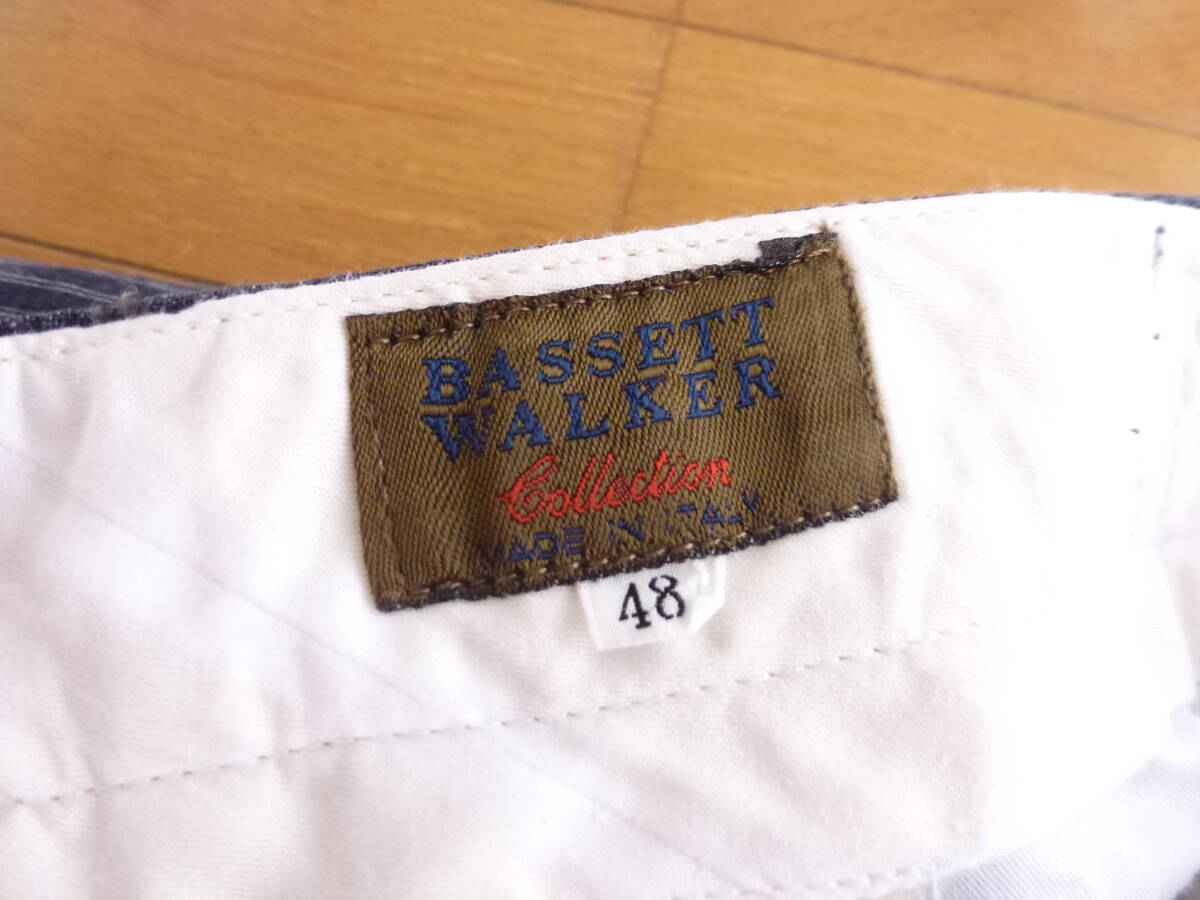 BASSETT
WALKER
Collection
MADE IN ITALY
48